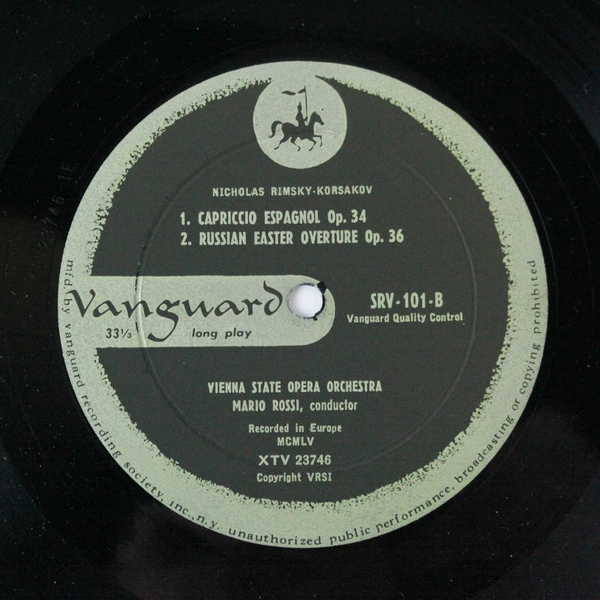 NICHOLAS RIMSKY-KORSAKOV
1. CAPRICCIO ESPAGNOL Op. 34
2. RUSSIAN EASTER OVERTURE Op. 36
Vanguard
33⅓ long play
SRV-101-B
Vanguard Quality Control
VIENNA STATE OPERA ORCHESTRA
MARIO ROSSI, conductor
Recorded in Europe
MCMLV
XTV 23746
Copyright VRSI
mfd. by vanguard recording society, inc., n.y. unauthorized public performance, broadcasting or copying prohibited